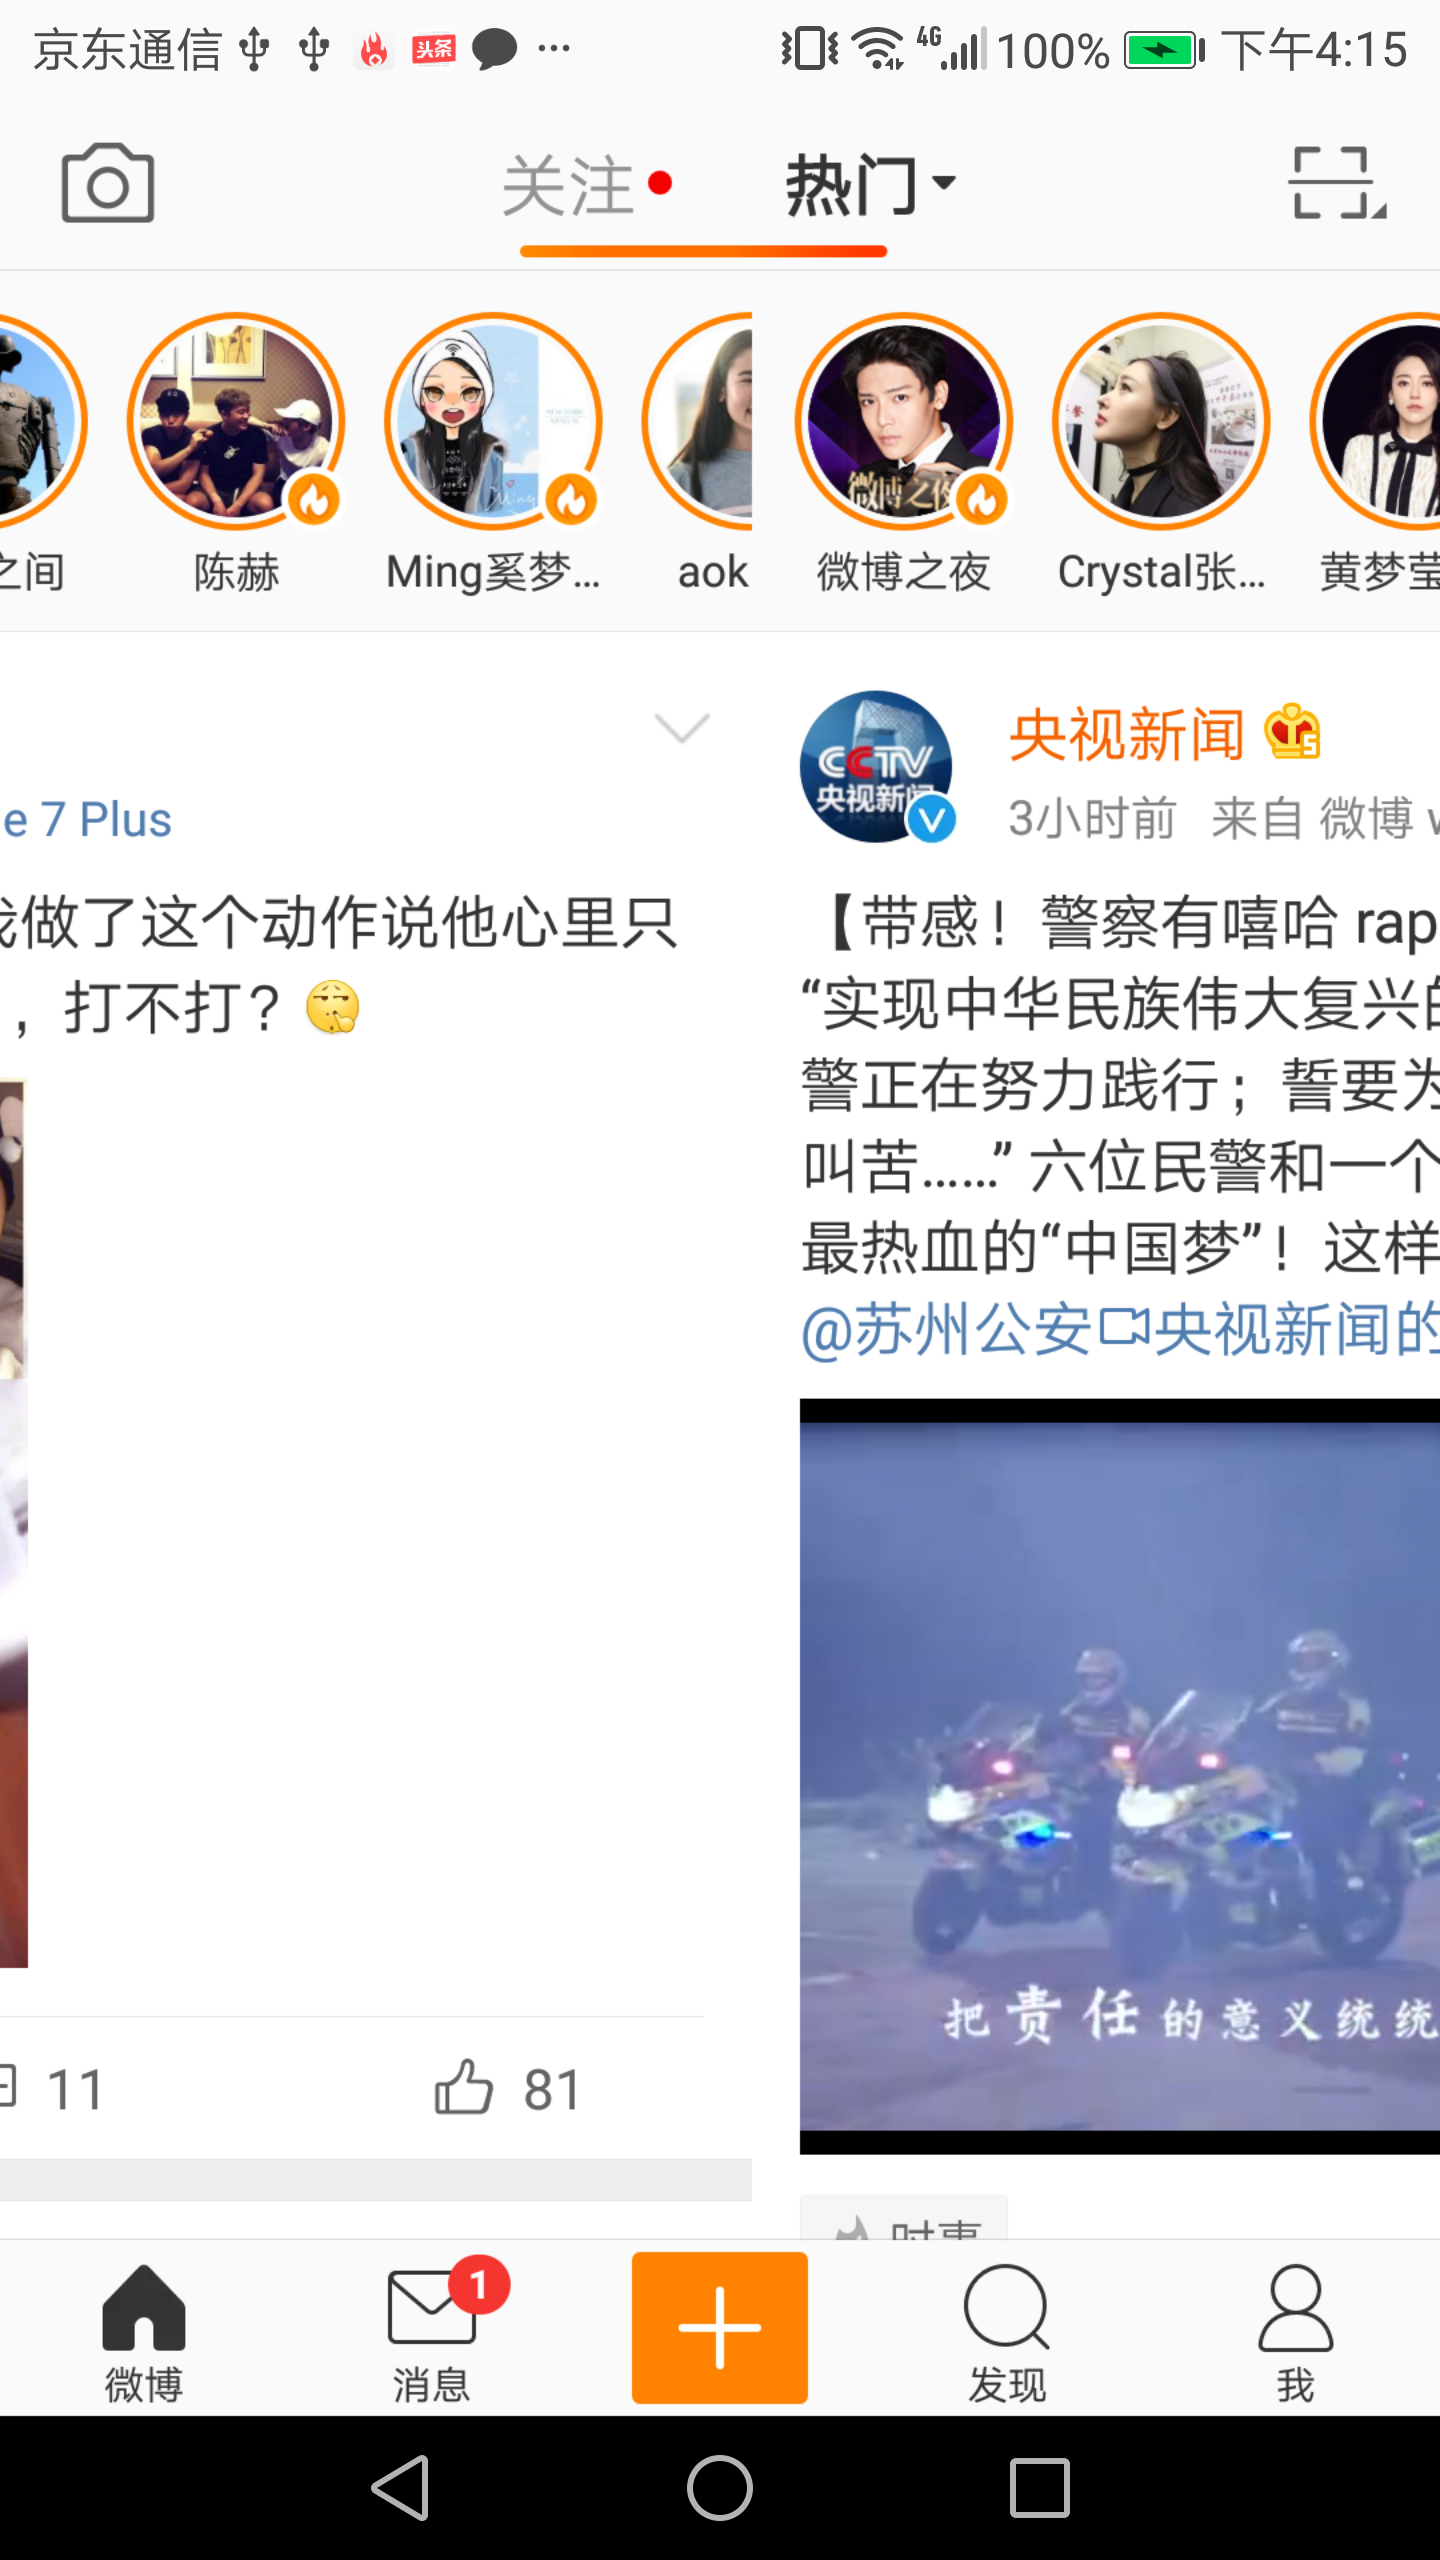 京东通信 头条 ... 4G 100% 下午4:15
关注 热门
之间 陈赫 Ming奚梦... aok 微博之夜 Crystal张... 黄梦莹
e 7 Plus
我做了这个动作说他心里只
，打不打？
11 81
CCTV
央视新闻
央视新闻
3小时前 来自 微博
【带感！警察有嘻哈 rap
“实现中华民族伟大复兴的
警正在努力践行；誓要为
叫苦……” 六位民警和一个
最热血的“中国梦”！这样
@苏州公安 央视新闻的
把责任的意义统统
时事
微博 消息 1 发现 我